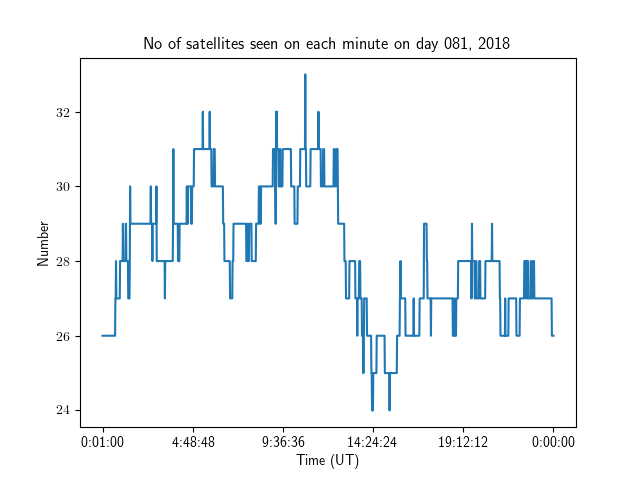 No of satellites seen on each minute on day 081, 2018
32
30
28
26
24
Number
0:01:00 4:48:48 9:36:36 14:24:24 19:12:12 0:00:00
Time (UT)